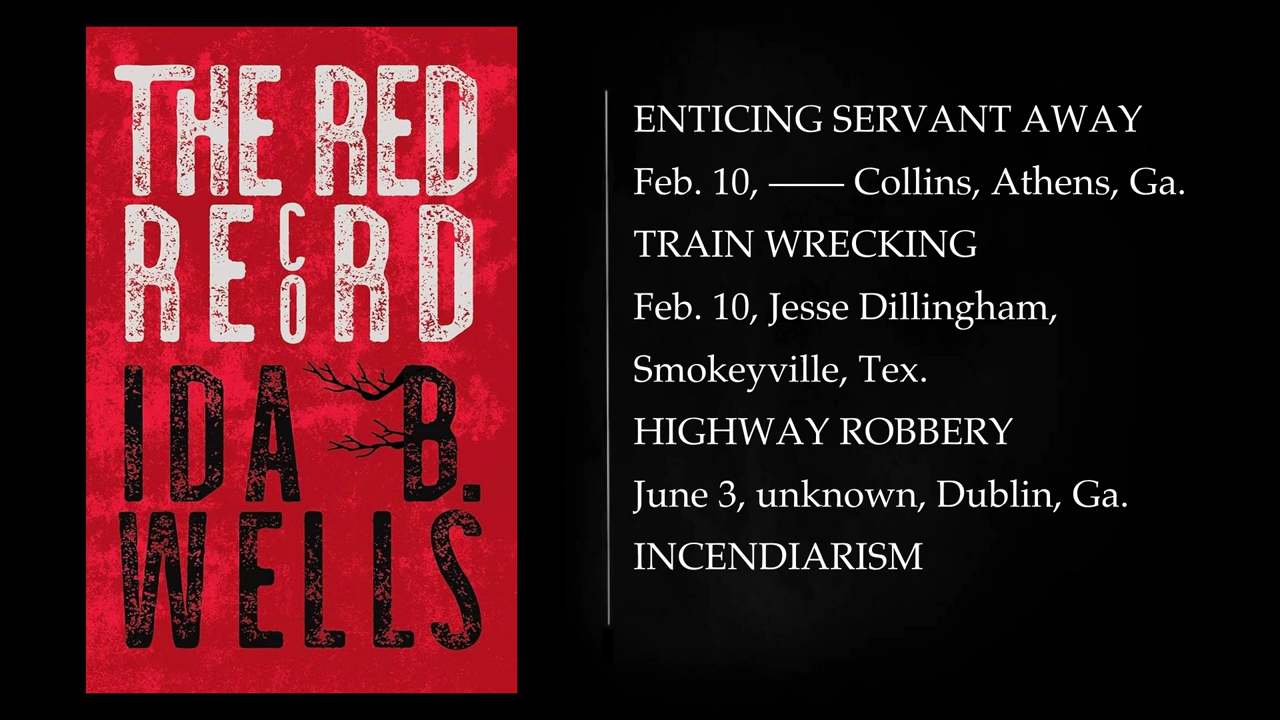 THE RED
RECORD
IDA B.
WELLS
ENTICING SERVANT AWAY
Feb. 10, —— Collins, Athens, Ga.
TRAIN WRECKING
Feb. 10, Jesse Dillingham,
Smokeyville, Tex.
HIGHWAY ROBBERY
June 3, unknown, Dublin, Ga.
INCENDIARISM